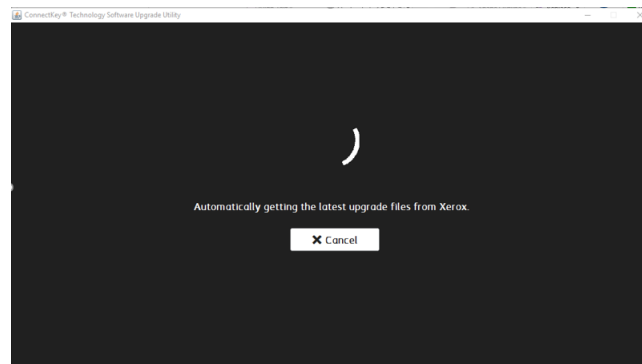 ConnectKey® Technology Software Upgrade Utility
Automatically getting the latest upgrade files from Xerox.
Cancel